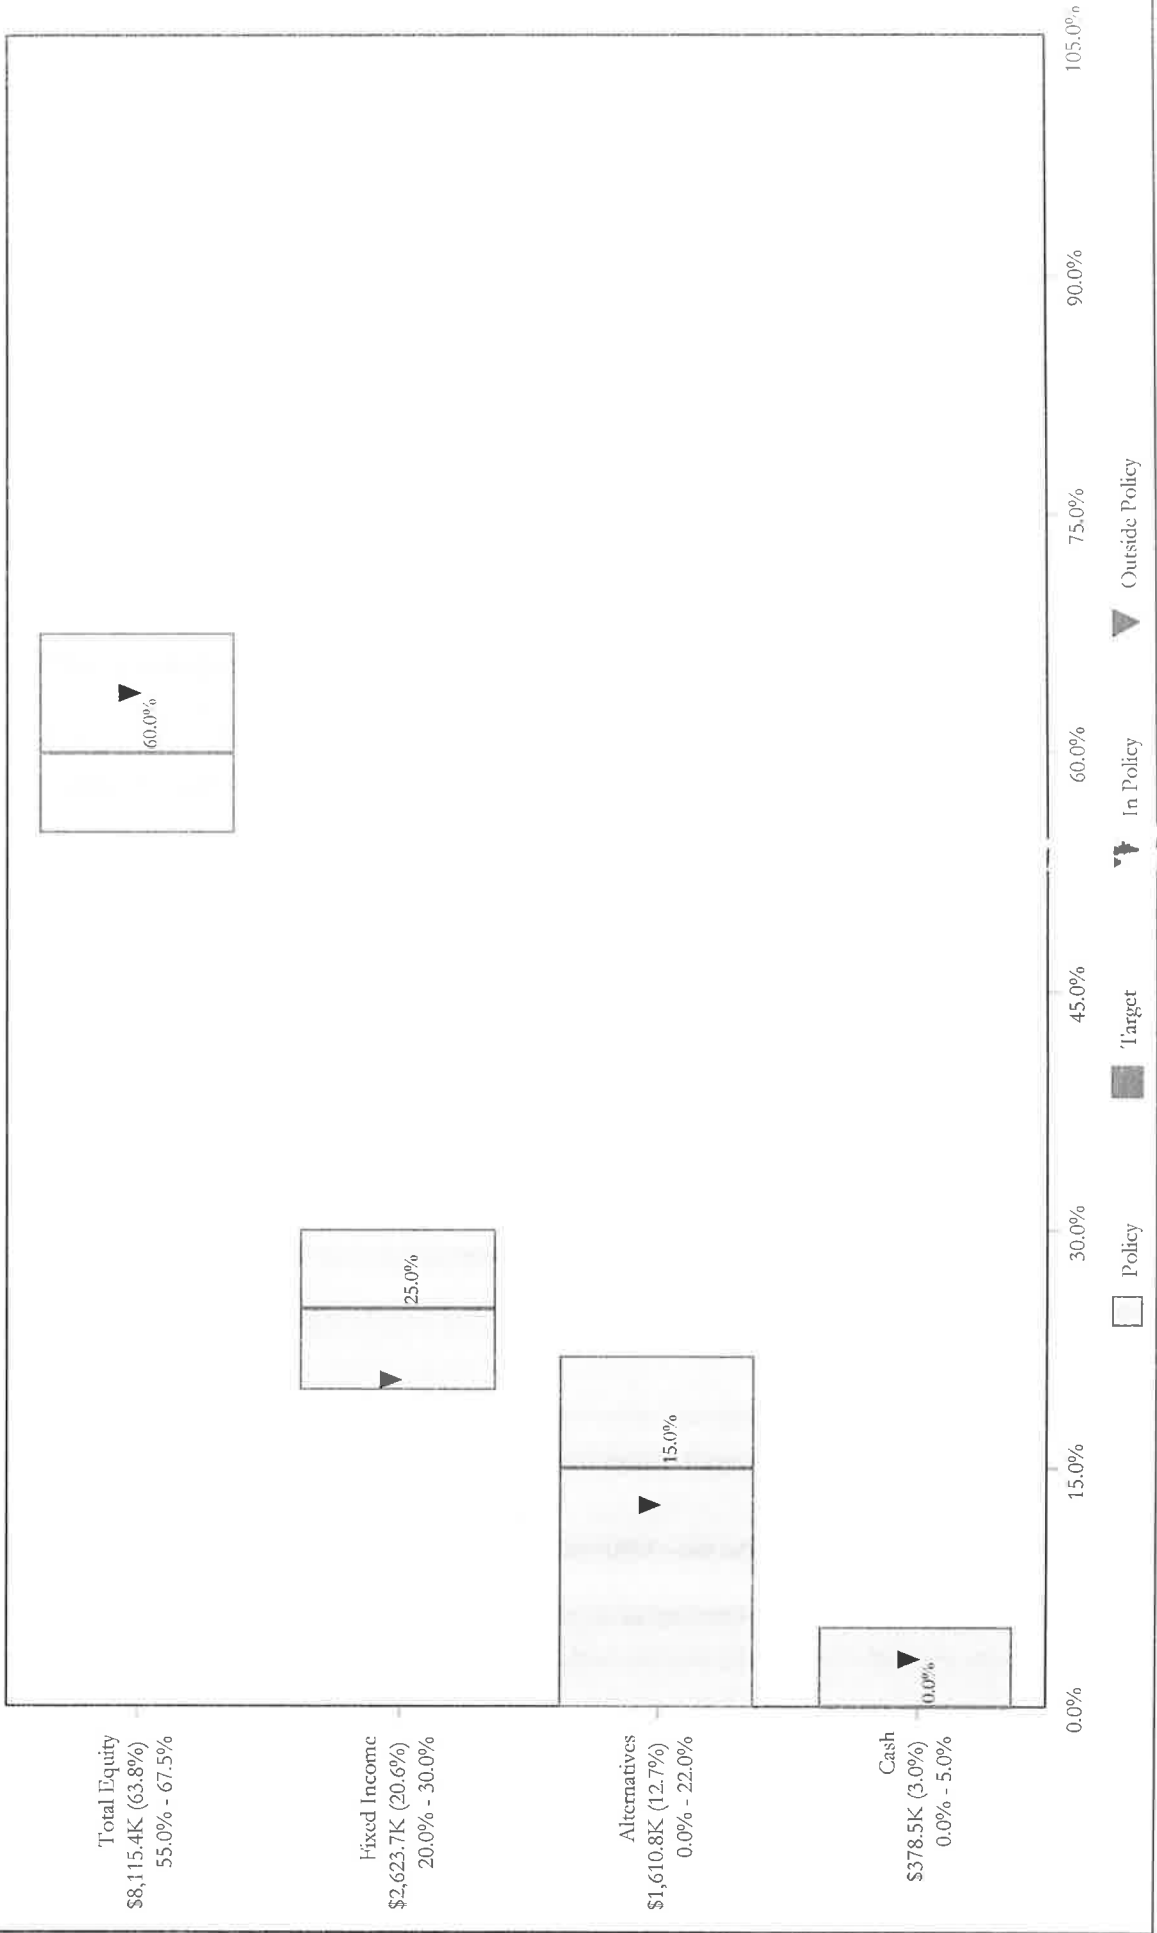 Total Equity
$8,115.4K (63.8%)
55.0% - 67.5%
60.0%
Fixed Income
$2,623.7K (20.6%)
20.0% - 30.0%
25.0%
Alternatives
$1,610.8K (12.7%)
0.0% - 22.0%
15.0%
Cash
$378.5K (3.0%)
0.0% - 5.0%
0.0%
0.0% 15.0% 30.0% 45.0% 60.0% 75.0% 90.0% 105.0%
Policy Target In Policy Outside Policy